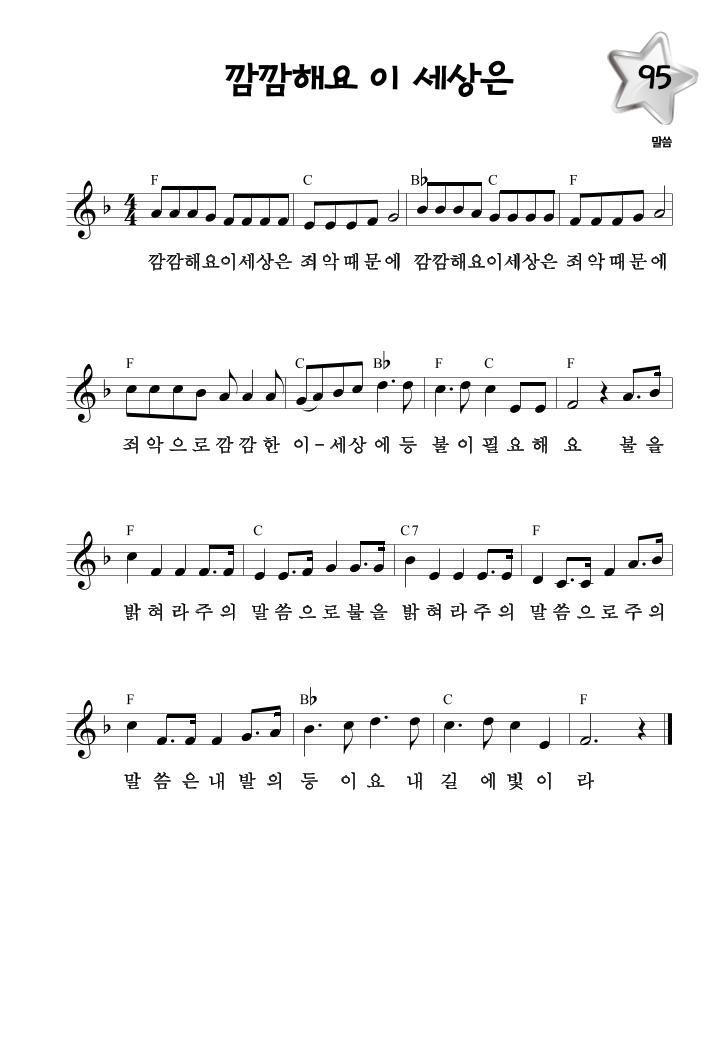 깜깜해요 이 세상은
95
말씀
F C B♭ C F
깜깜해요이세상은 죄악때문에 깜깜해요이세상은 죄악때문에
F C B♭ F C F
죄악으로깜깜한 이-세상에등 불이필요해 요 불을
F C C7 F
밝혀라주의 말씀으로불을 밝혀라주의 말씀으로주의
F B♭ C F
말씀은내발의 등이요내길에빛이 라